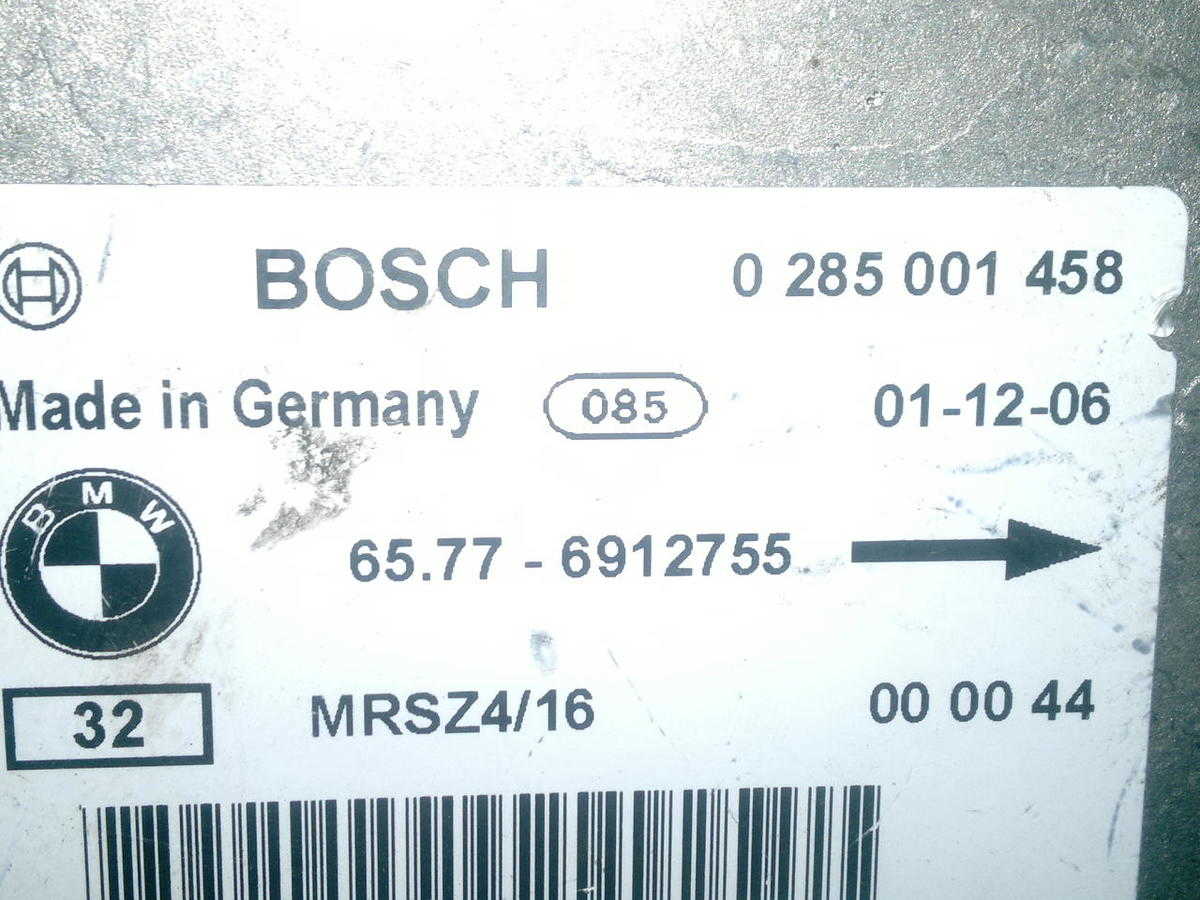 BOSCH 0 285 001 458
Made in Germany 085 01-12-06
BMW
65.77 - 6912755
32 MRSZ4/16 00 00 44